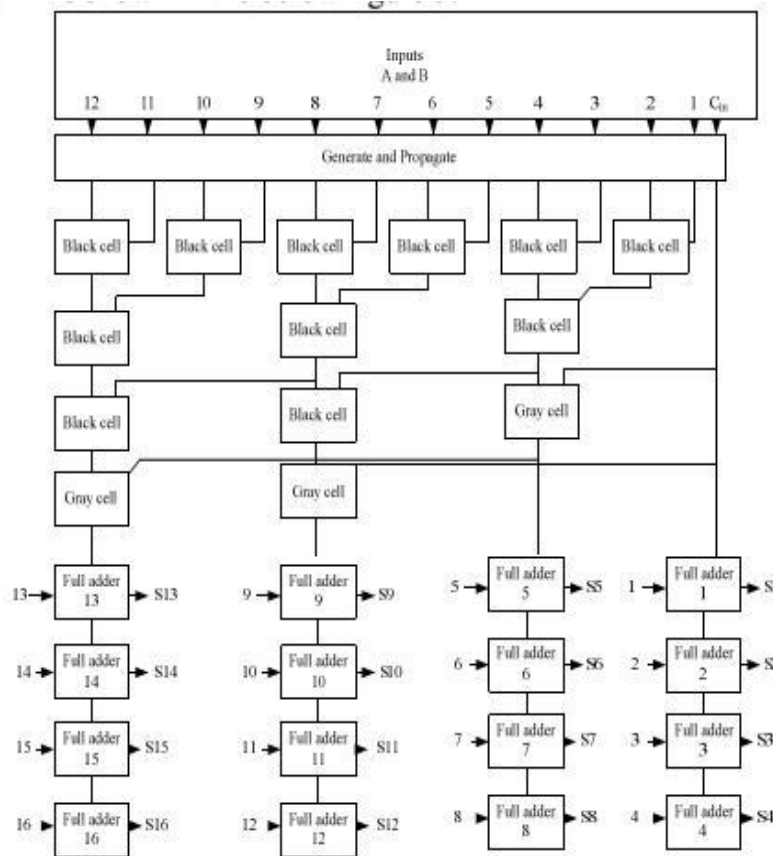 Inputs
A and B
12 11 10 9 8 7 6 5 4 3 2 1 Cin
Generate and Propagate
Black cell Black cell Black cell Black cell Black cell Black cell
Black cell Black cell Black cell
Black cell Black cell Gray cell
Gray cell Gray cell
13 Full adder 13 S13 9 Full adder 9 S9 5 Full adder 5 S5 1 Full adder 1
14 Full adder 14 S14 10 Full adder 10 S10 6 Full adder 6 S6 2 Full adder 2
15 Full adder 15 S15 11 Full adder 11 S11 7 Full adder 7 S7 3 Full adder 3 S3
16 Full adder 16 S16 12 Full adder 12 S12 8 Full adder 8 S8 4 Full adder 4 S4